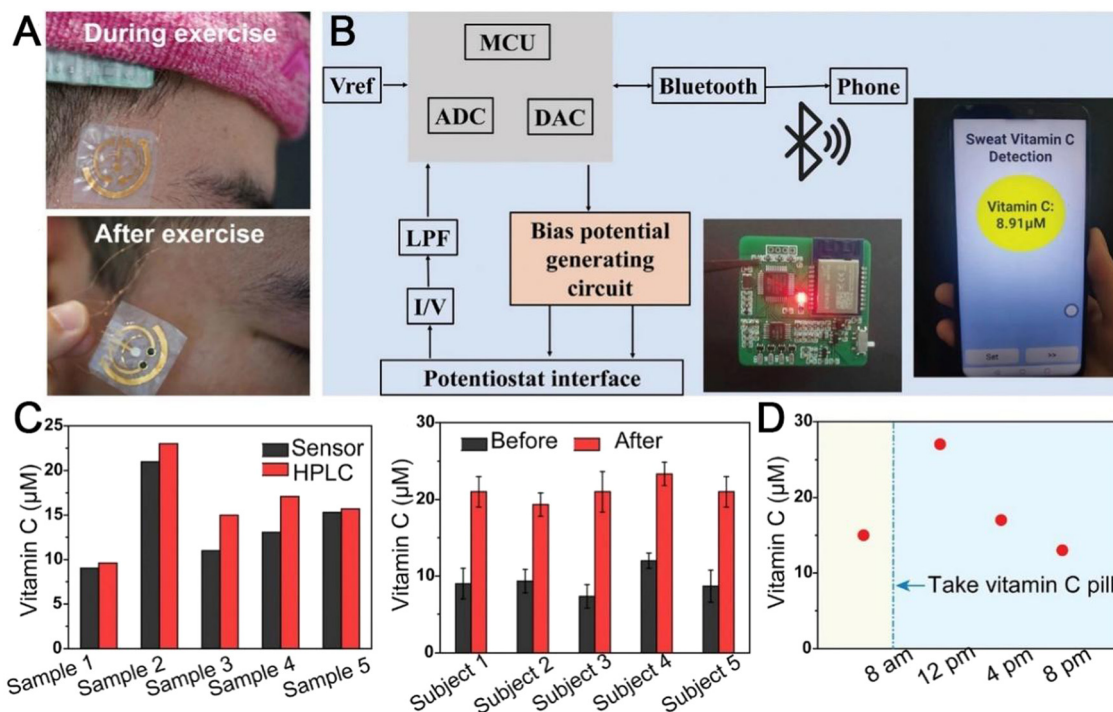 A
During exercise
After exercise
B
MCU
Vref
ADC
DAC
Bluetooth
Phone
LPF
I/V
Bias potential
generating
circuit
Potentiostat interface
Sweat Vitamin C
Detection
Vitamin C:
8.91µM
Set
>>
C
Vitamin C (µM)
25
20
15
10
5
0
Sensor
HPLC
Sample 1
Sample 2
Sample 3
Sample 4
Sample 5
Vitamin C (µM)
30
20
10
0
Before
After
Subject 1
Subject 2
Subject 3
Subject 4
Subject 5
D
Vitamin C (µM)
30
20
10
0
Take vitamin C pill
8 am
12 pm
4 pm
8 pm